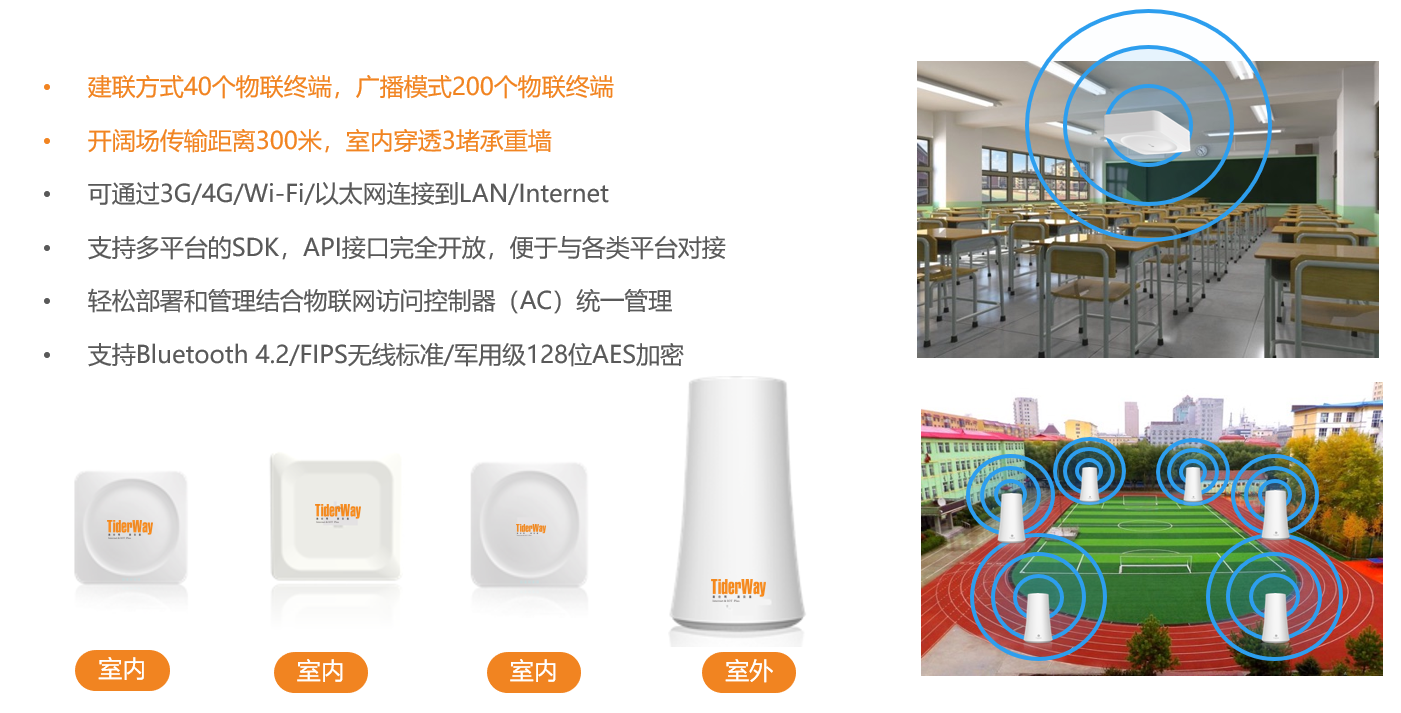 建联方式40个物联终端，广播模式200个物联终端
开阔场传输距离300米，室内穿透3堵承重墙
可通过3G/4G/Wi-Fi/以太网连接到LAN/Internet
支持多平台的SDK，API接口完全开放，便于与各类平台对接
轻松部署和管理结合物联网访问控制器（AC）统一管理
支持Bluetooth 4.2/FIPS无线标准/军用级128位AES加密
TiderWay
TiderWay
TiderWay
TiderWay
室内
室内
室内
室外